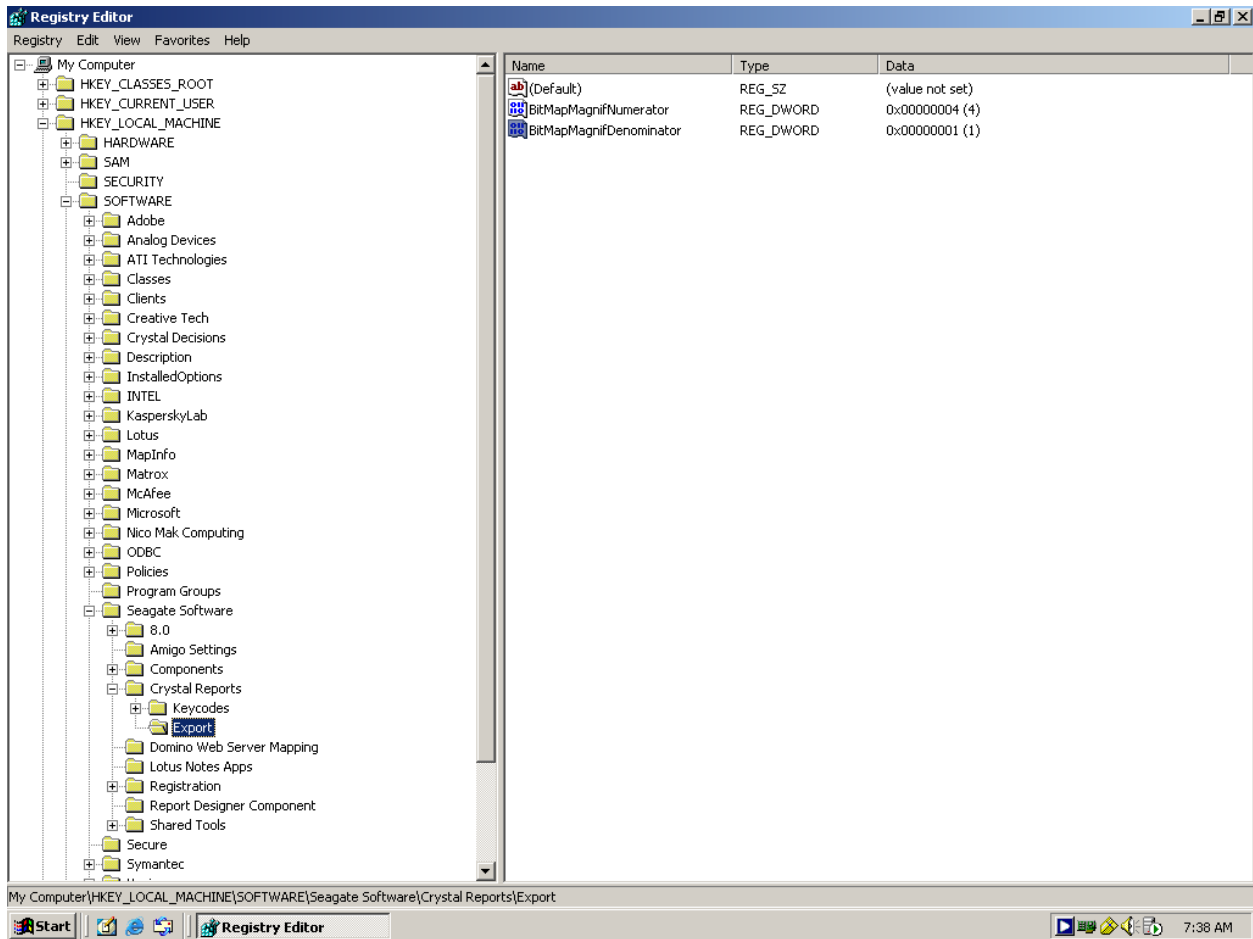 Registry Editor
Registry Edit View Favorites Help
My Computer
HKEY_CLASSES_ROOT
HKEY_CURRENT_USER
HKEY_LOCAL_MACHINE
HARDWARE
SAM
SECURITY
SOFTWARE
Adobe
Analog Devices
ATI Technologies
Classes
Clients
Creative Tech
Crystal Decisions
Description
InstalledOptions
INTEL
KasperskyLab
Lotus
MapInfo
Matrox
McAfee
Microsoft
Nico Mak Computing
ODBC
Policies
Program Groups
Seagate Software
8.0
Amigo Settings
Components
Crystal Reports
Keycodes
Export
Domino Web Server Mapping
Lotus Notes Apps
Registration
Report Designer Component
Shared Tools
Secure
Symantec
Name Type Data
(Default) REG_SZ (value not set)
BitMapMagnifNumerator REG_DWORD 0x00000004 (4)
BitMapMagnifDenominator REG_DWORD 0x00000001 (1)
My Computer\HKEY_LOCAL_MACHINE\SOFTWARE\Seagate Software\Crystal Reports\Export
Start Registry Editor 7:38 AM